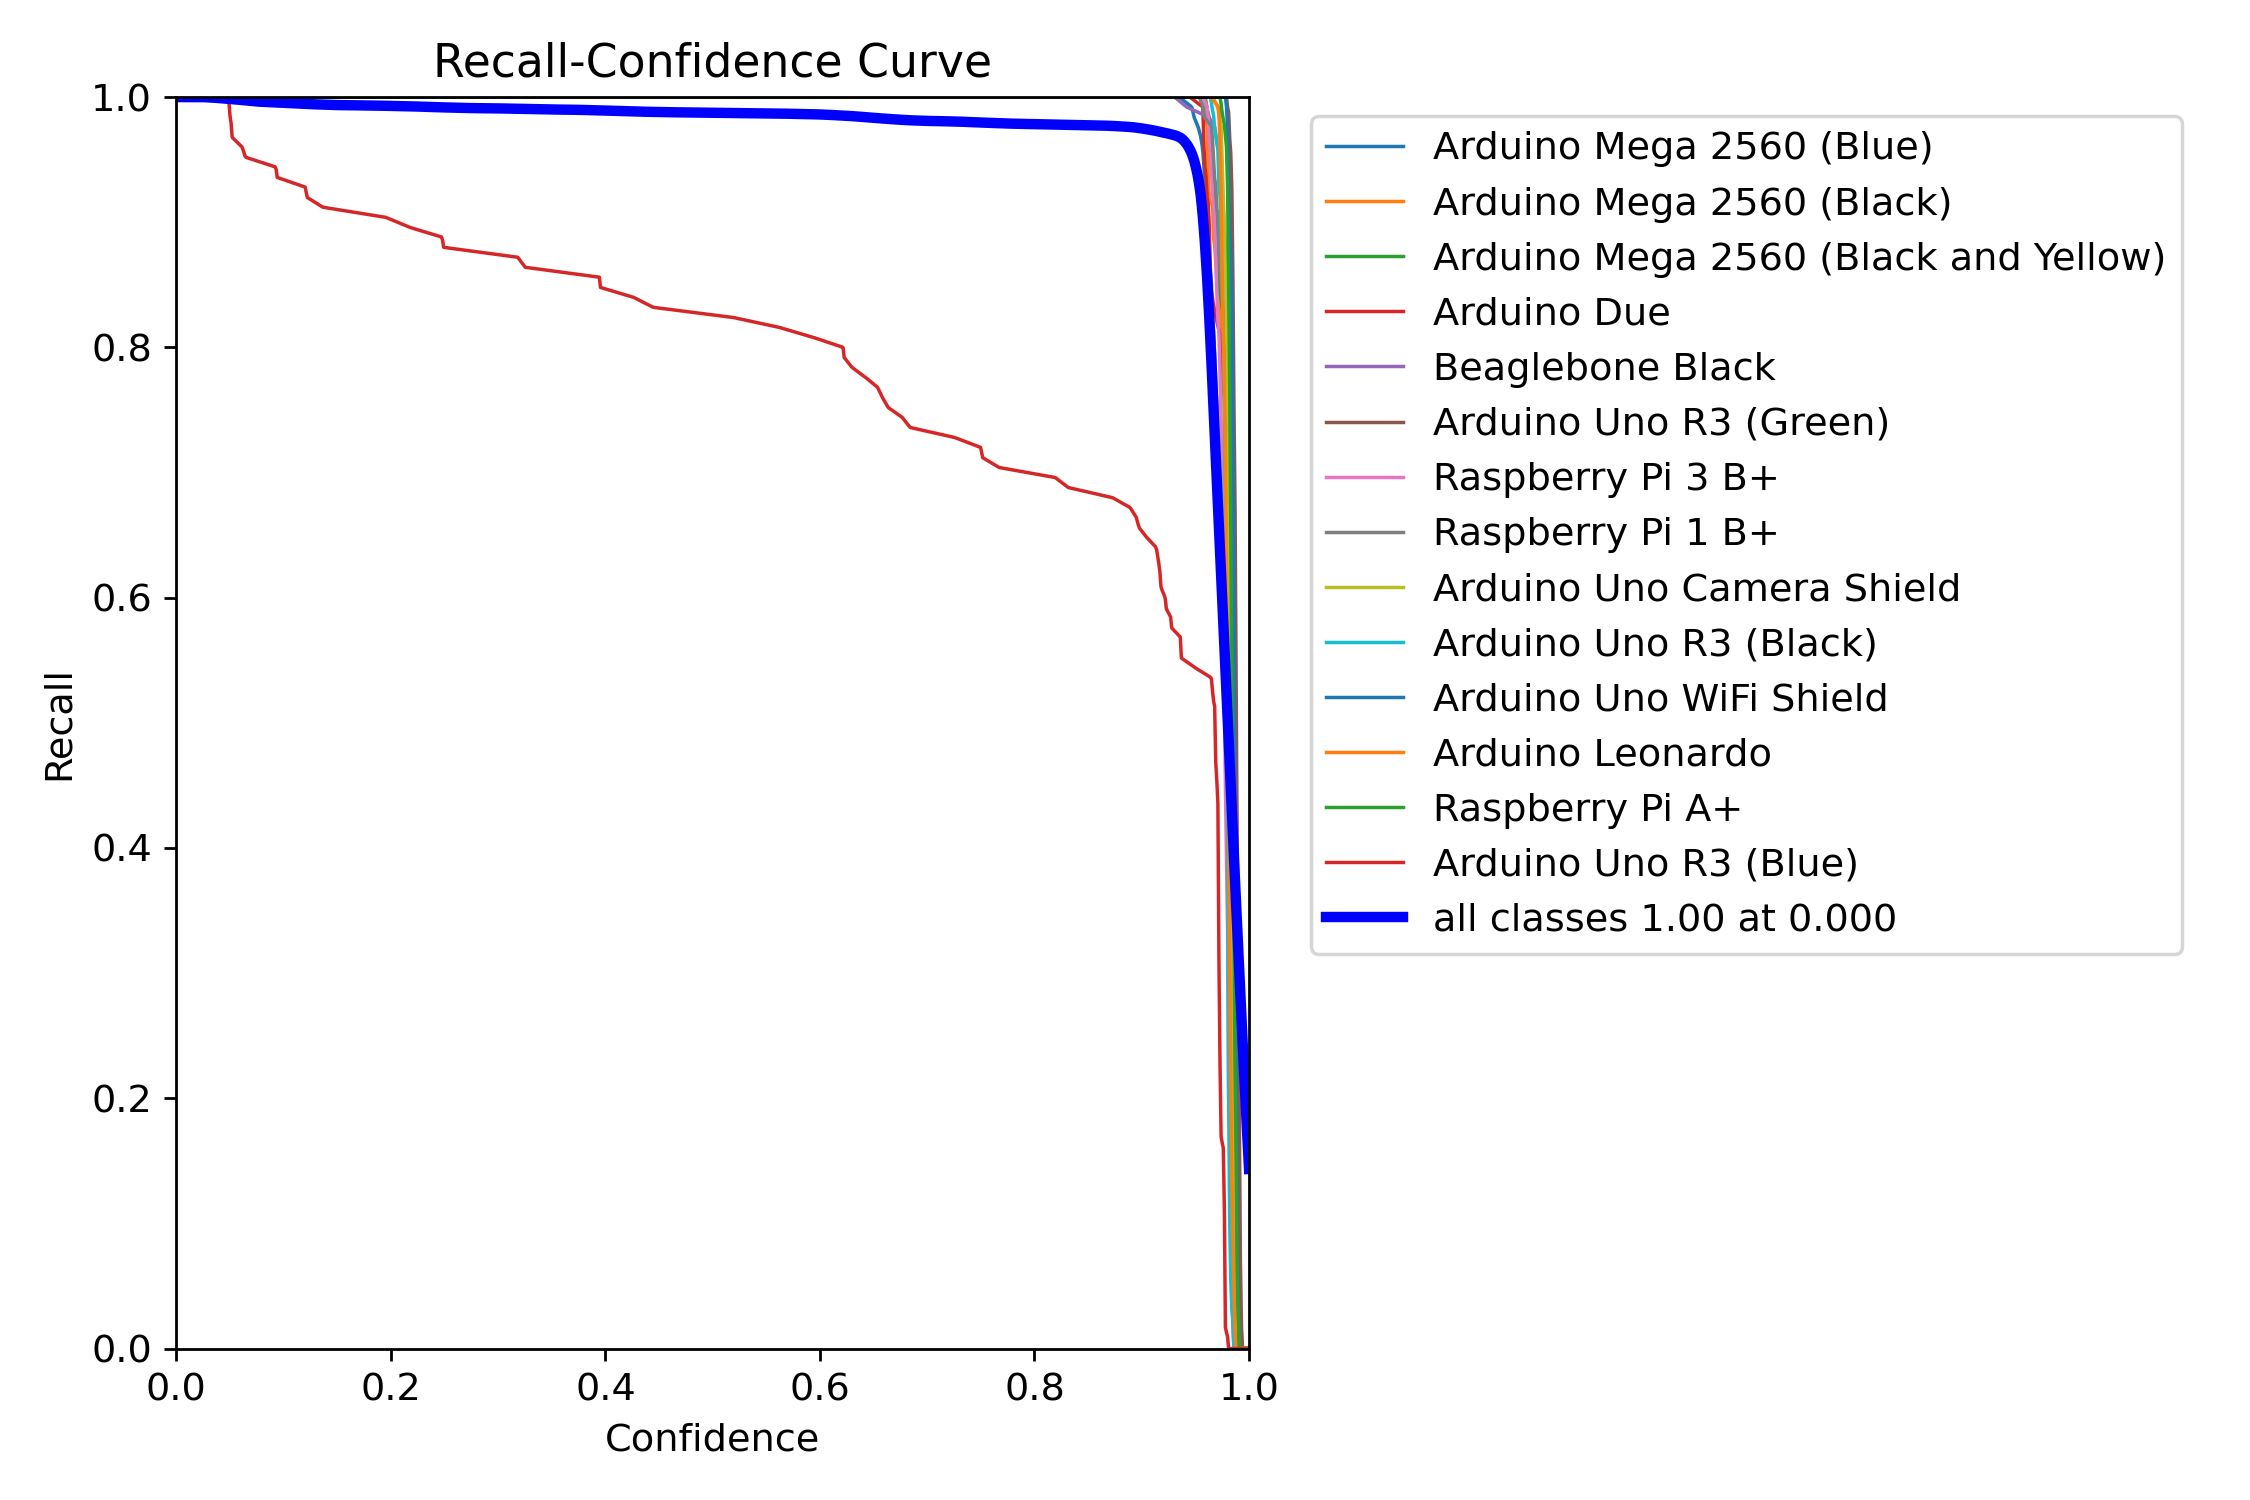 Recall-Confidence Curve
1.0
0.8
0.6
0.4
0.2
0.0
Recall
0.0 0.2 0.4 0.6 0.8 1.0
Confidence
Arduino Mega 2560 (Blue)
Arduino Mega 2560 (Black)
Arduino Mega 2560 (Black and Yellow)
Arduino Due
Beaglebone Black
Arduino Uno R3 (Green)
Raspberry Pi 3 B+
Raspberry Pi 1 B+
Arduino Uno Camera Shield
Arduino Uno R3 (Black)
Arduino Uno WiFi Shield
Arduino Leonardo
Raspberry Pi A+
Arduino Uno R3 (Blue)
all classes 1.00 at 0.000